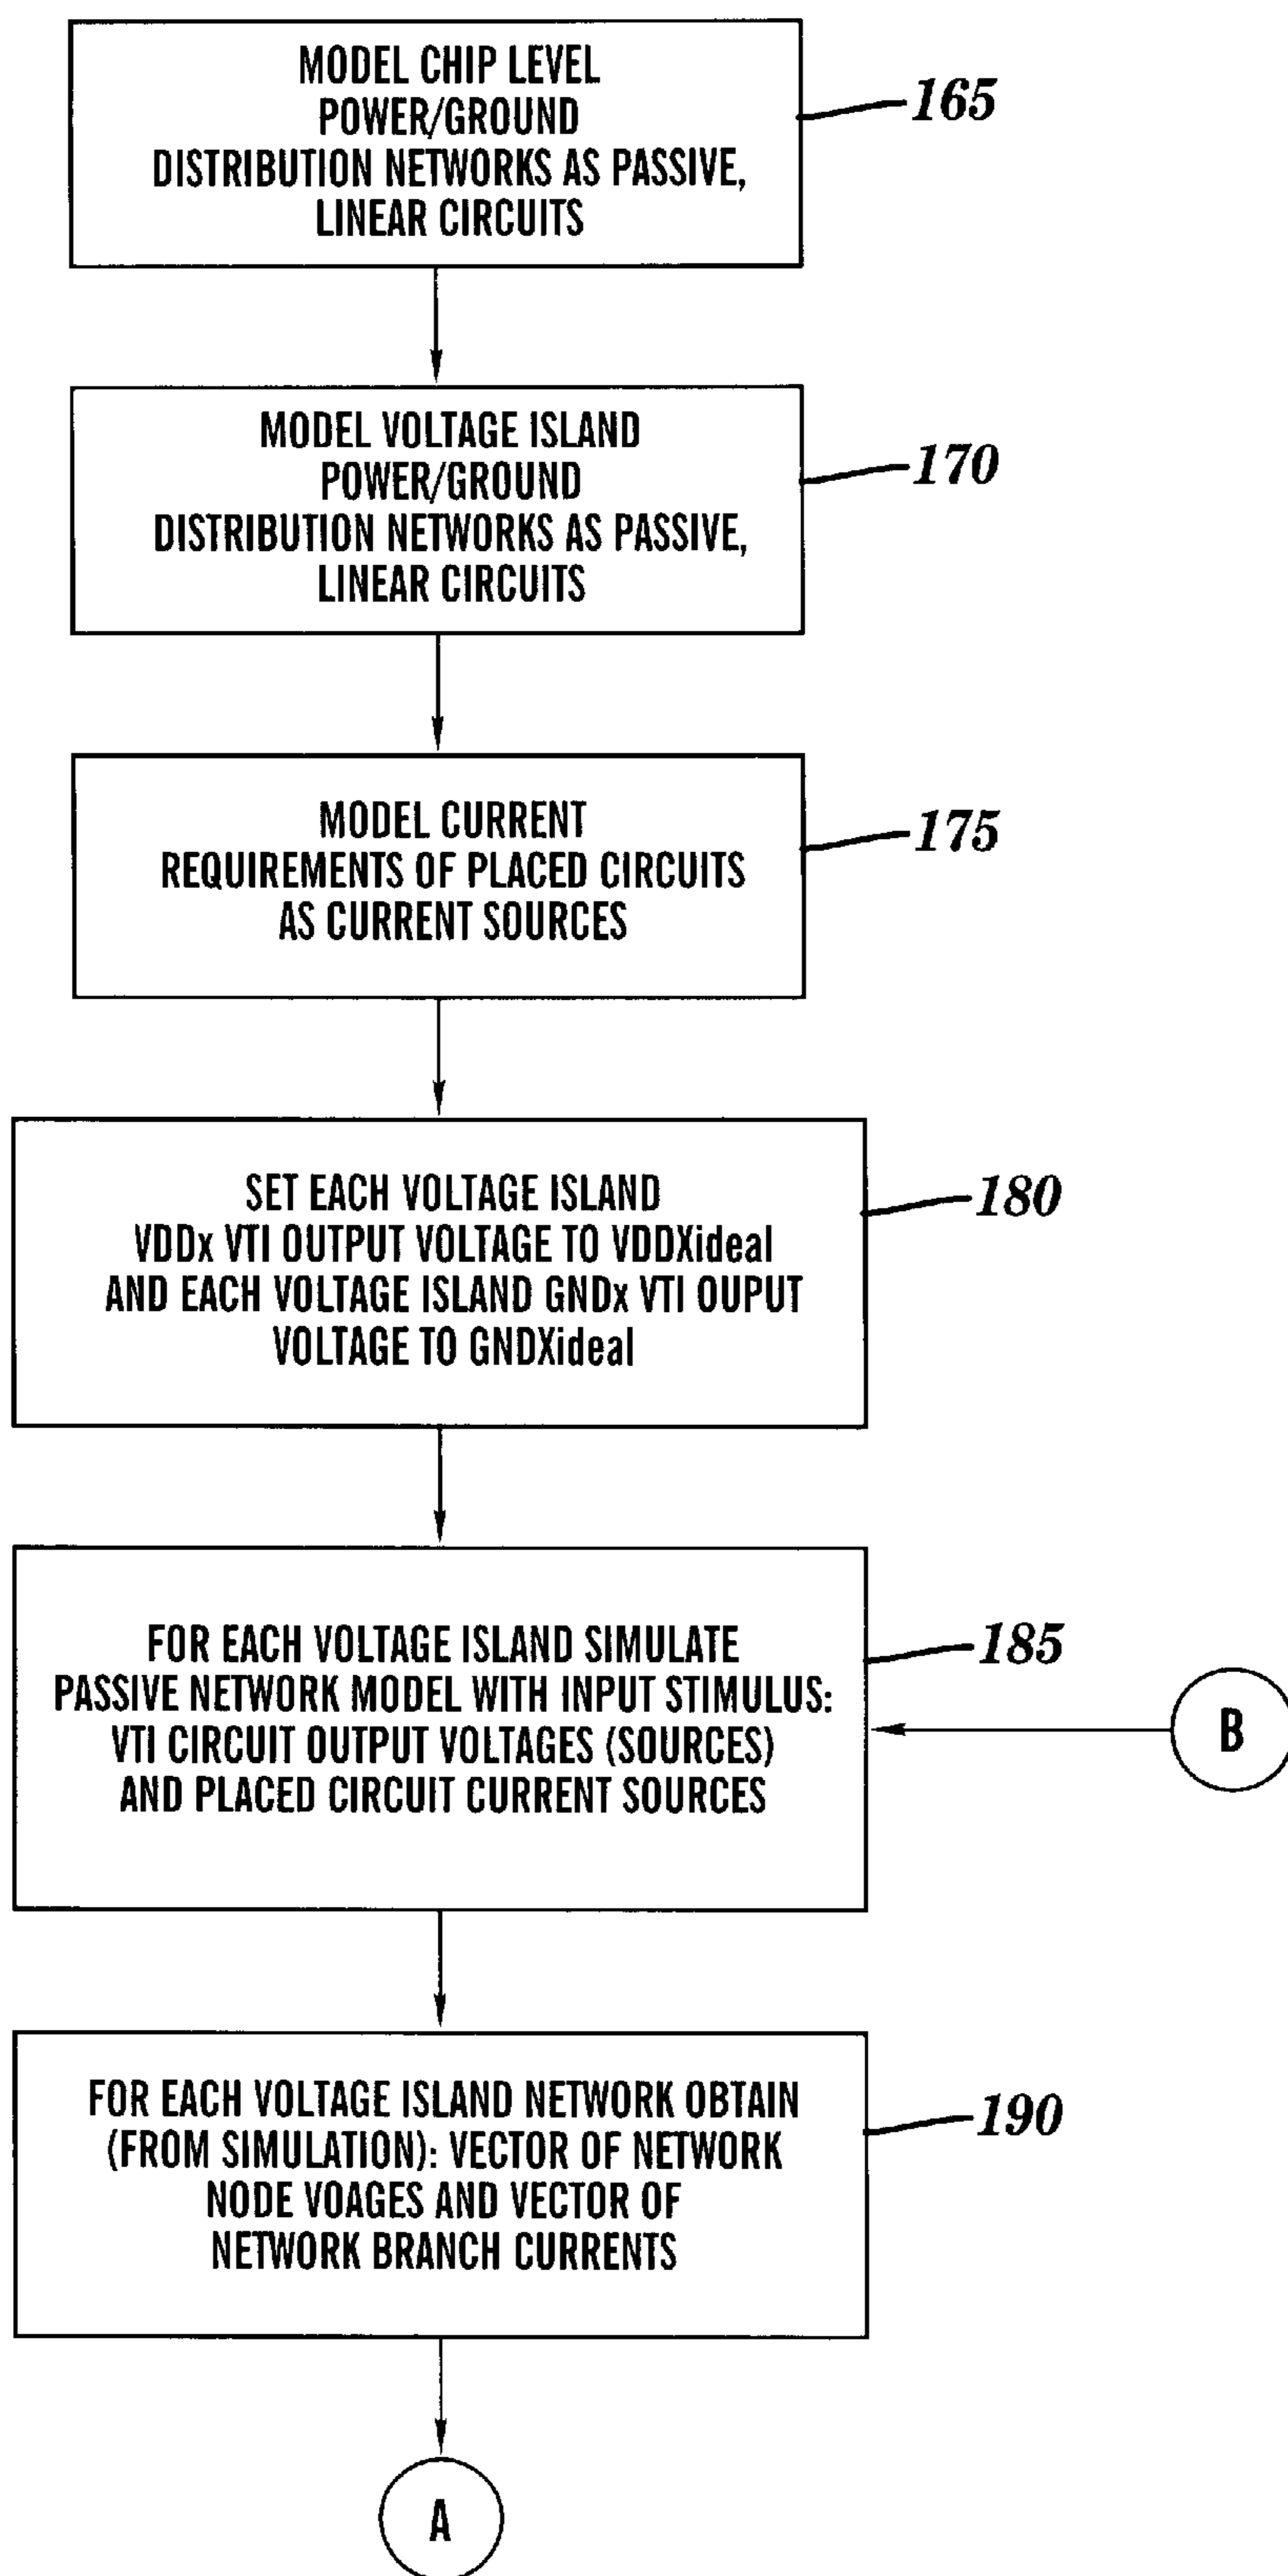 MODEL CHIP LEVEL
POWER/GROUND
DISTRIBUTION NETWORKS AS PASSIVE,
LINEAR CIRCUITS
165
MODEL VOLTAGE ISLAND
POWER/GROUND
DISTRIBUTION NETWORKS AS PASSIVE,
LINEAR CIRCUITS
170
MODEL CURRENT
REQUIREMENTS OF PLACED CIRCUITS
AS CURRENT SOURCES
175
SET EACH VOLTAGE ISLAND
VDDx VTI OUTPUT VOLTAGE TO VDDXideal
AND EACH VOLTAGE ISLAND GNDx VTI OUPUT
VOLTAGE TO GNDXideal
180
FOR EACH VOLTAGE ISLAND SIMULATE
PASSIVE NETWORK MODEL WITH INPUT STIMULUS:
VTI CIRCUIT OUTPUT VOLTAGES (SOURCES)
AND PLACED CIRCUIT CURRENT SOURCES
185
B
FOR EACH VOLTAGE ISLAND NETWORK OBTAIN
(FROM SIMULATION): VECTOR OF NETWORK
NODE VOAGES AND VECTOR OF
NETWORK BRANCH CURRENTS
190
A